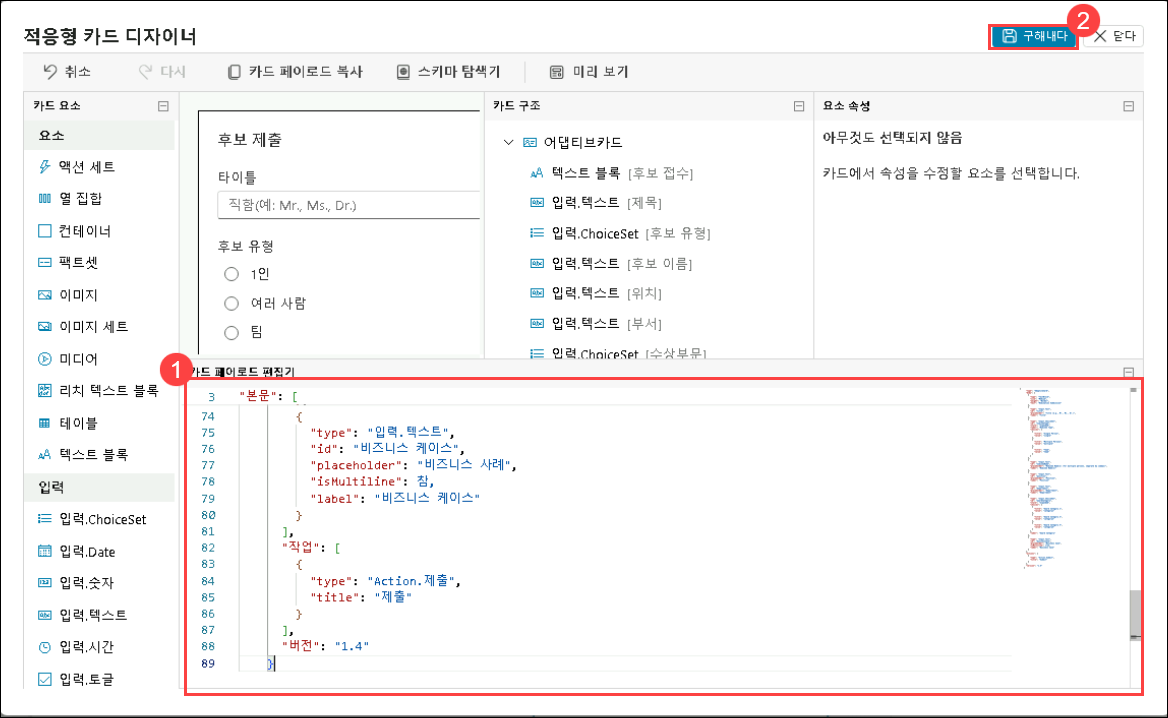 적응형 카드 디자이너
구해내다
2
닫다
취소
다시
카드 페이로드 복사
스키마 탐색기
미리 보기
카드 요소
요소
액션 세트
열 집합
컨테이너
팩트셋
이미지
이미지 세트
미디어
리치 텍스트 블록
테이블
텍스트 블록
입력
입력.ChoiceSet
입력.Date
입력.숫자
입력.텍스트
입력.시간
입력.토글
후보 제출
타이틀
직함(예: Mr., Ms., Dr.)
후보 유형
1인
여러 사람
팀
카드 구조
어댑티브카드
텍스트 블록 [후보 접수]
입력.텍스트 [제목]
입력.ChoiceSet [후보 유형]
입력.텍스트 [후보 이름]
입력.텍스트 [위치]
입력.텍스트 [부서]
입력.ChoiceSet [수상부문]
요소 속성
아무것도 선택되지 않음
카드에서 속성을 수정할 요소를 선택합니다.
1
카드 페이로드 편집기
3 "본문": [
74 {
75 "type": "입력.텍스트",
76 "id": "비즈니스 케이스",
77 "placeholder": "비즈니스 사례",
78 "isMultiline": 참,
79 "label": "비즈니스 케이스"
80 }
81 ],
82 "작업": [
83 {
84 "type": "Action.제출",
85 "title": "제출"
86 }
87 ],
88 "버전": "1.4"
89 }